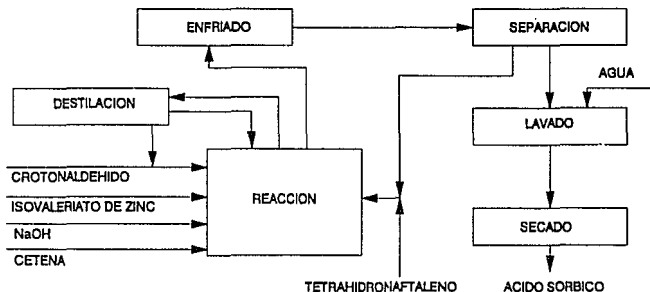 ENFRIADO
SEPARACION
AGUA
DESTILACION
LAVADO
CROTONALDEHIDO
ISOVALERIATO DE ZINC
REACCION
NaOH
SECADO
CETENA
TETRAHIDRONAFTALENO
ACIDO SORBICO